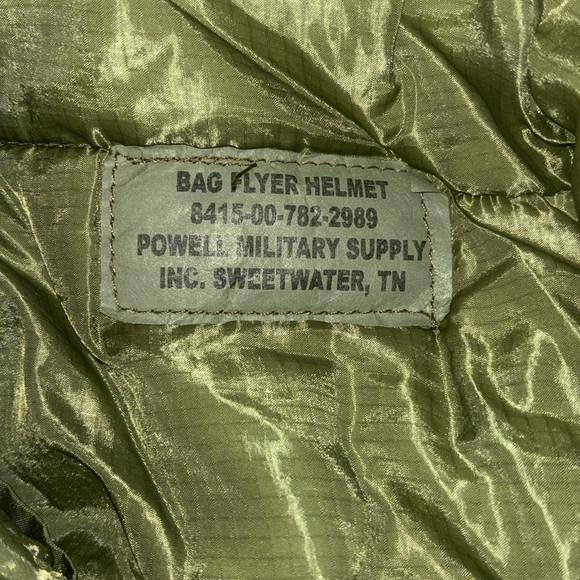 BAG FLYER HELMET
8415-00-782-2989
POWELL MILITARY SUPPLY
INC. SWEETWATER, TN